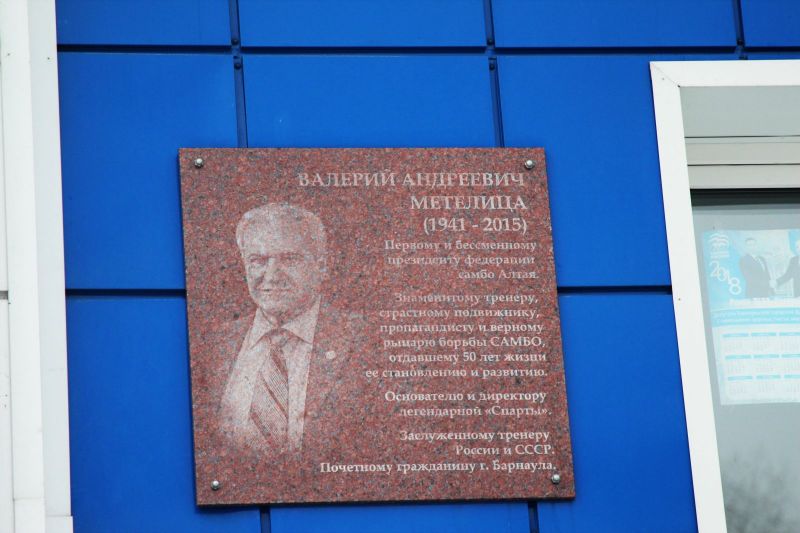 ВАЛЕРИЙ АНДРЕЕВИЧ
МЕТЕЛИЦА
(1941 - 2015)
Первому и бессменному
президенту федерации
самбо Алтая.
Знаменитому тренеру,
страстному подвижнику,
пропагандисту и верному
рыцарю борьбы САМБО,
отдавшему 50 лет жизни
ее становлению и развитию.
Основателю и директору
легендарной «Спарты».
Заслуженному тренеру
России и СССР.
Почетному гражданину г. Барнаула.
2018